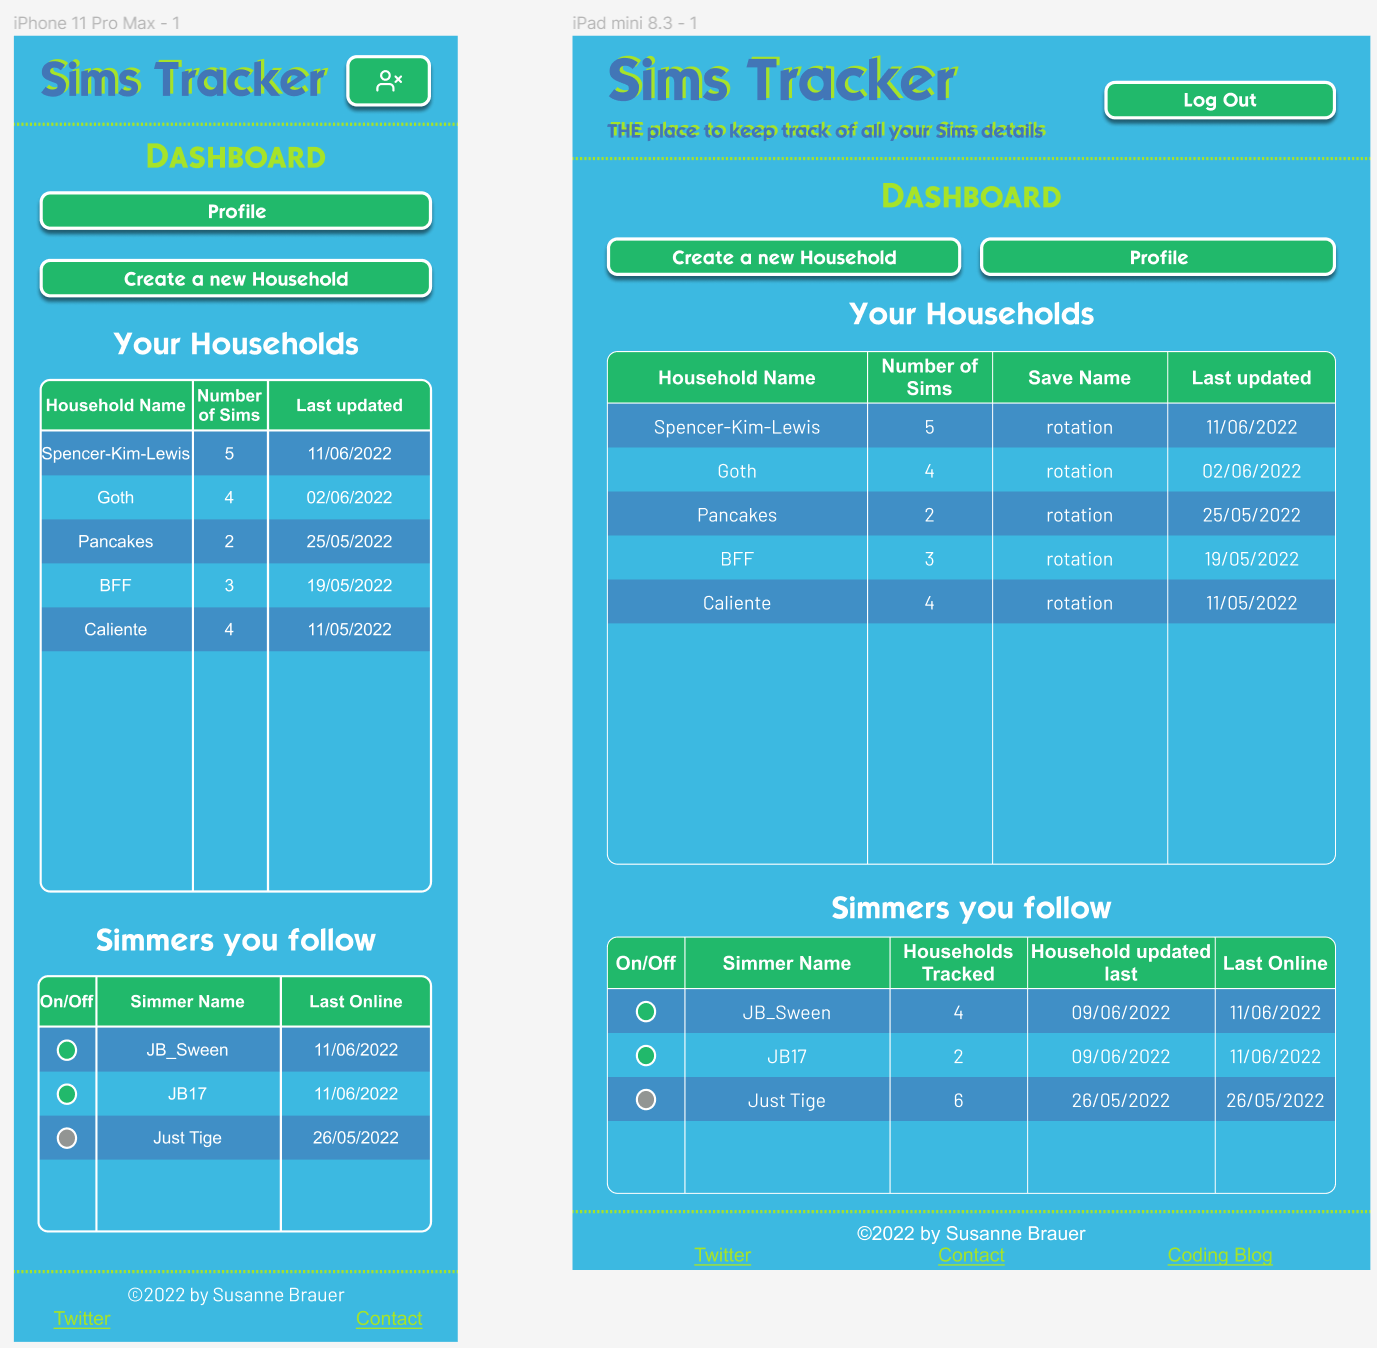 iPhone 11 Pro Max - 1
Sims Tracker
DASHBOARD
Profile
Create a new Household
Your Households
Household Name Number of Sims Last updated
Spencer-Kim-Lewis 5 11/06/2022
Goth 4 02/06/2022
Pancakes 2 25/05/2022
BFF 3 19/05/2022
Caliente 4 11/05/2022
Simmers you follow
On/Off Simmer Name Last Online
JB_Sween 11/06/2022
JB17 11/06/2022
Just Tige 26/05/2022
©2022 by Susanne Brauer
Twitter Contact
iPad mini 8.3 - 1
Sims Tracker
THE place to keep track of all your Sims details
Log Out
DASHBOARD
Create a new Household Profile
Your Households
Household Name Number of Sims Save Name Last updated
Spencer-Kim-Lewis 5 rotation 11/06/2022
Goth 4 rotation 02/06/2022
Pancakes 2 rotation 25/05/2022
BFF 3 rotation 19/05/2022
Caliente 4 rotation 11/05/2022
Simmers you follow
On/Off Simmer Name Households Tracked Household updated last Last Online
JB_Sween 4 09/06/2022 11/06/2022
JB17 2 09/06/2022 11/06/2022
Just Tige 6 26/05/2022 26/05/2022
©2022 by Susanne Brauer
Twitter Contact Coding Blog